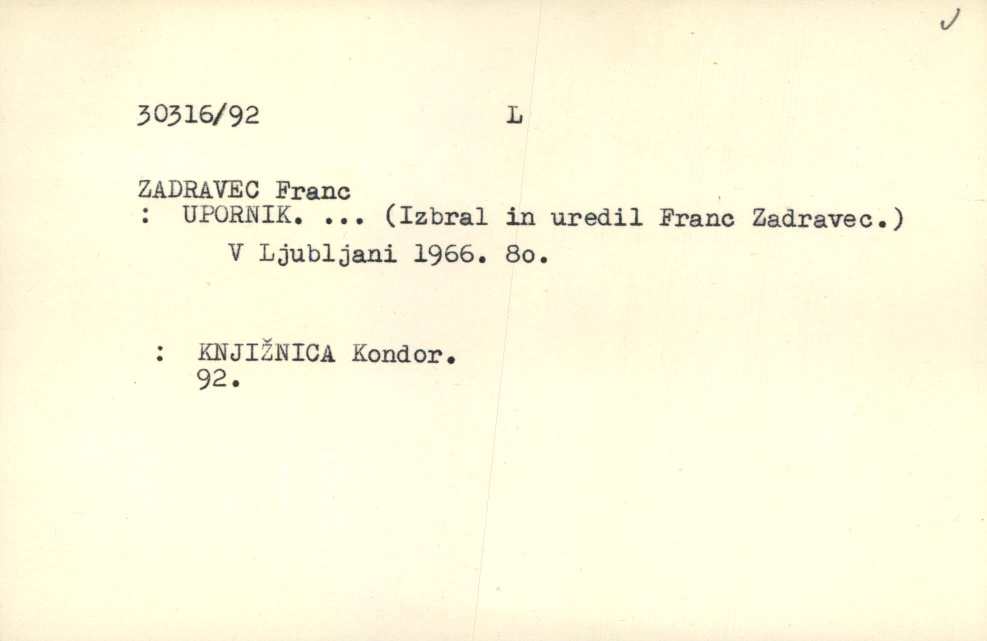 30316/92 L
ZADRAVEC Franc
: UPORNIK. ... (Izbral in uredil Franc Zadravec.)
V Ljubljani 1966. 8o.
: KNJIŽNICA Kondor.
92.